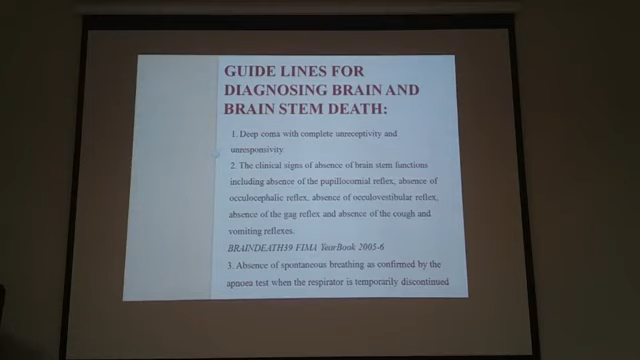 GUIDE LINES FOR
DIAGNOSING BRAIN AND
BRAIN STEM DEATH:
1. Deep coma with complete unreceptivity and
unresponsivity.
2. The clinical signs of absence of brain stem functions
including absence of the pupillocornial reflex, absence of
occulocephalic reflex, absence of occulovestibular reflex,
absence of the gag reflex and absence of the cough and
vomiting reflexes.
BRAINDEATH39 FIMA YearBook 2005-6
3. Absence of spontaneous breathing as confirmed by the
apnoea test when the respirator is temporarily discontinued